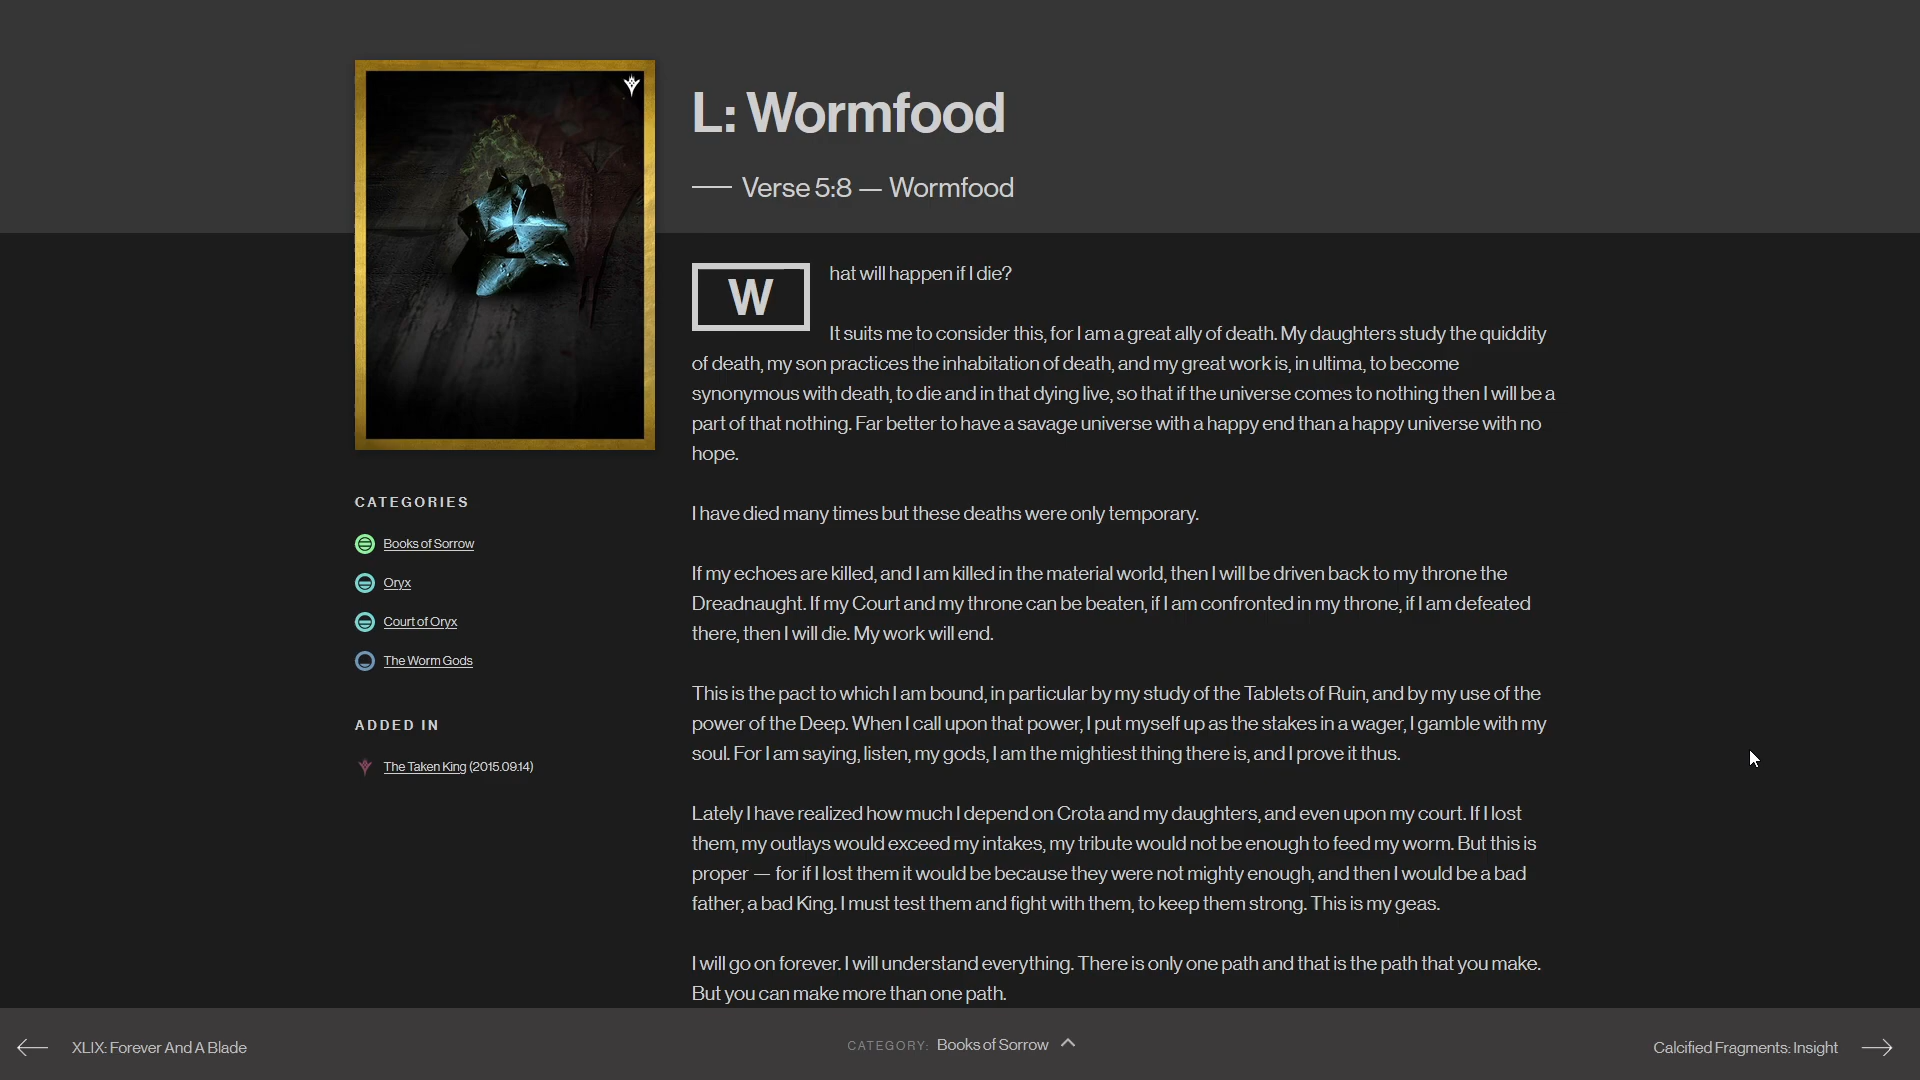 L: Wormfood
Verse 5:8 — Wormfood
What will happen if I die?
It suits me to consider this, for I am a great ally of death. My daughters study the quiddity
of death, my son practices the inhabitation of death, and my great work is, in ultima, to become
synonymous with death, to die and in that dying live, so that if the universe comes to nothing then I will be a
part of that nothing. Far better to have a savage universe with a happy end than a happy universe with no
hope.
I have died many times but these deaths were only temporary.
If my echoes are killed, and I am killed in the material world, then I will be driven back to my throne the
Dreadnaught. If my Court and my throne can be beaten, if I am confronted in my throne, if I am defeated
there, then I will die. My work will end.
This is the pact to which I am bound, in particular by my study of the Tablets of Ruin, and by my use of the
power of the Deep. When I call upon that power, I put myself up as the stakes in a wager, I gamble with my
soul. For I am saying, listen, my gods, I am the mightiest thing there is, and I prove it thus.
Lately I have realized how much I depend on Crota and my daughters, and even upon my court. If I lost
them, my outlays would exceed my intakes, my tribute would not be enough to feed my worm. But this is
proper — for if I lost them it would be because they were not mighty enough, and then I would be a bad
father, a bad King. I must test them and fight with them, to keep them strong. This is my geas.
I will go on forever. I will understand everything. There is only one path and that is the path that you make.
But you can make more than one path.
CATEGORIES
Books of Sorrow
Oryx
Court of Oryx
The Worm Gods
ADDED IN
The Taken King (2015.09.14)
XLIX: Forever And A Blade
CATEGORY: Books of Sorrow
Calcified Fragments: Insight